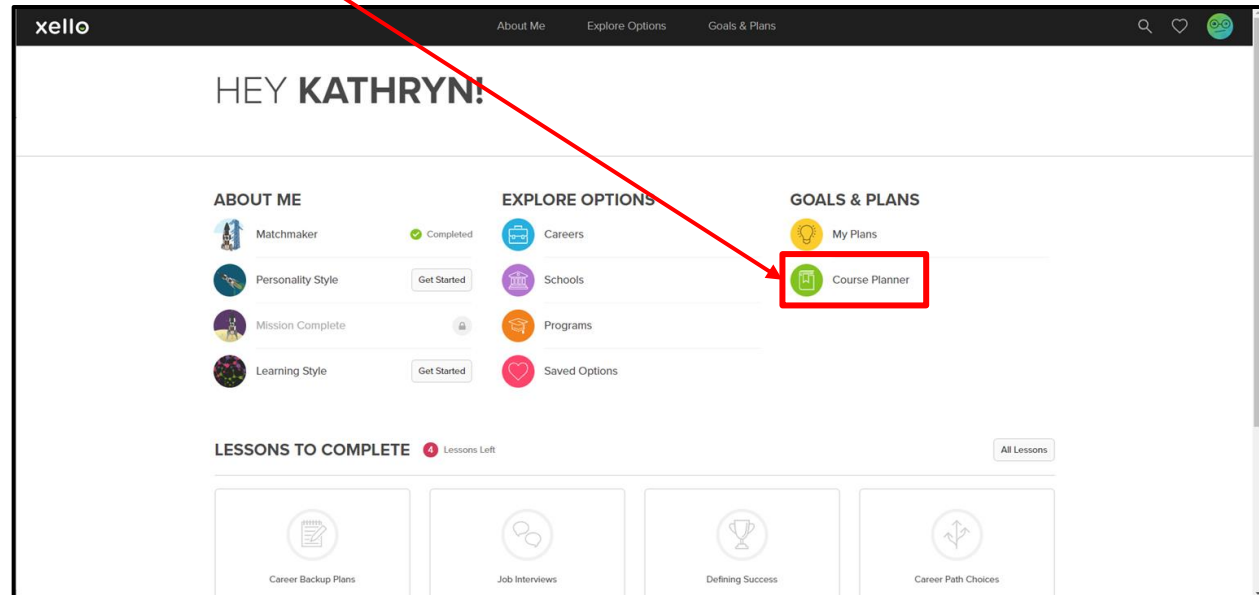 xello About Me Explore Options Goals & Plans
HEY KATHRYN!
ABOUT ME
Matchmaker Completed
Personality Style Get Started
Mission Complete
Learning Style Get Started
EXPLORE OPTIONS
Careers
Schools
Programs
Saved Options
GOALS & PLANS
My Plans
Course Planner
LESSONS TO COMPLETE 4 Lessons Left All Lessons
Career Backup Plans
Job Interviews
Defining Success
Career Path Choices